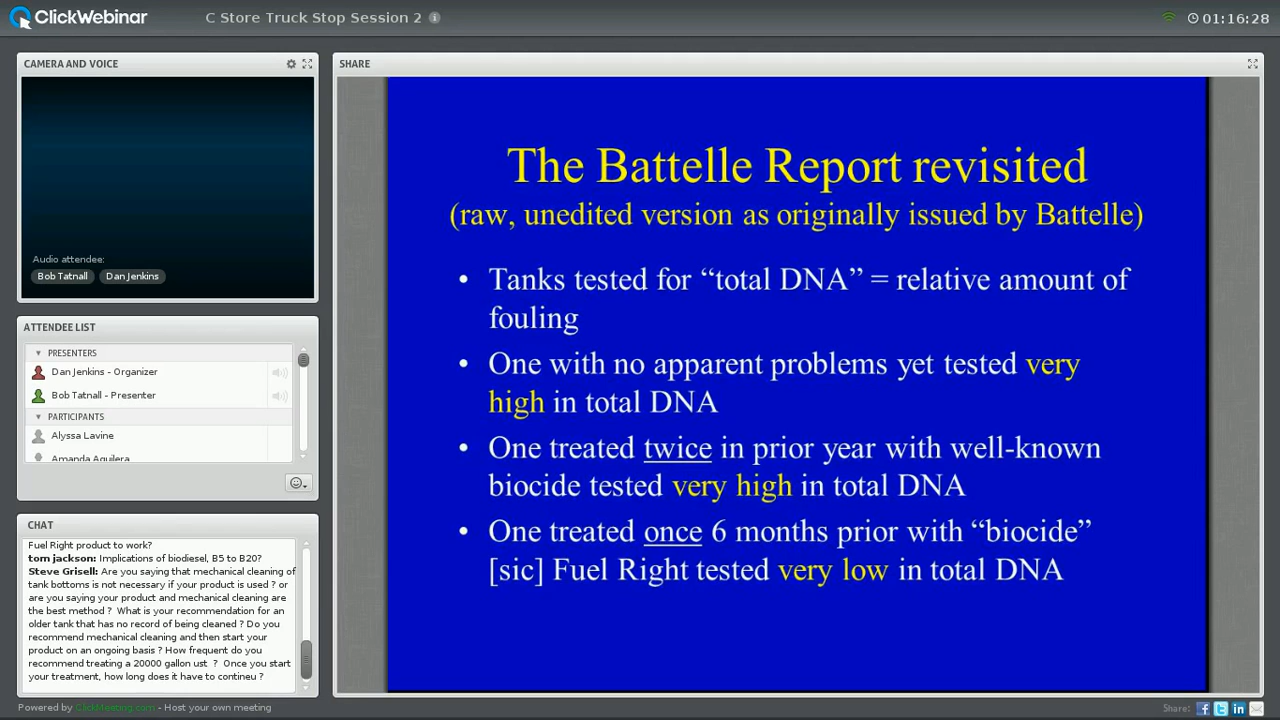 ClickWebinar
C Store Truck Stop Session 2
01:16:28
CAMERA AND VOICE
Audio attendee:
Bob Tatnall
Dan Jenkins
ATTENDEE LIST
PRESENTERS
Dan Jenkins - Organizer
Bob Tatnall - Presenter
PARTICIPANTS
Alyssa Lavine
Amanda Aguilera
CHAT
Fuel Right product to work?
tom jackson: Implications of biodiesel, B5 to B20?
Steve Grisell: Are you saying that mechanical cleaning of
tank bottoms is not necessary if your product is used ? or
are you saying your product and mechanical cleaning are
the best method ? What is your recommendation for an
older tank that has no record of being cleaned ? Do you
recommend mechanical cleaning and then start your
product on an ongoing basis ? How frequent do you
recommend treating a 20000 gallon ust ? Once you start
your treatment, how long does it have to contineu ?
SHARE
The Battelle Report revisited
(raw, unedited version as originally issued by Battelle)
• Tanks tested for “total DNA” = relative amount of
fouling
• One with no apparent problems yet tested very
high in total DNA
• One treated twice in prior year with well-known
biocide tested very high in total DNA
• One treated once 6 months prior with “biocide”
[sic] Fuel Right tested very low in total DNA
Powered by ClickMeeting.com - Host your own meeting
Share: